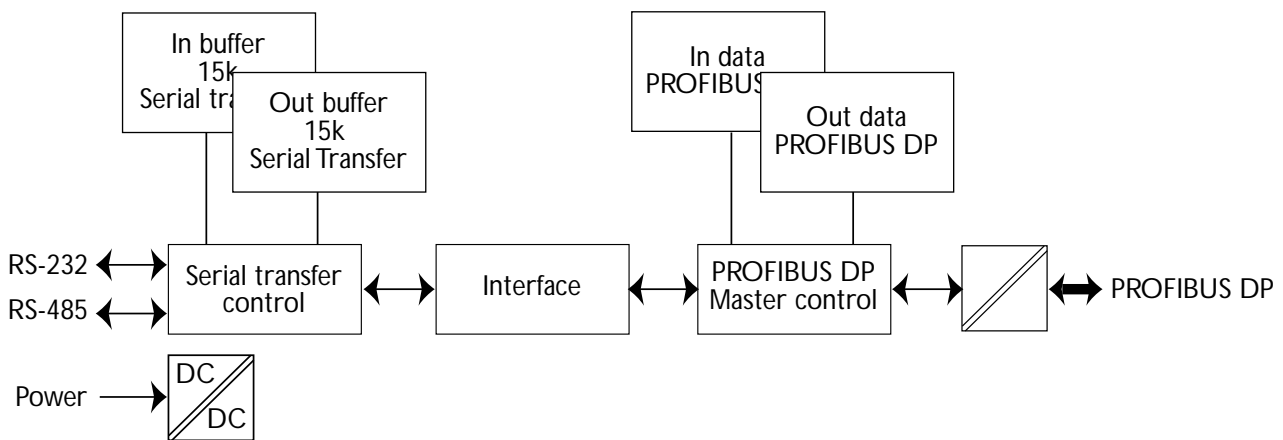 In buffer
15k
Serial tra
Out buffer
15k
Serial Transfer
In data
PROFIBUS
Out data
PROFIBUS DP
RS-232
RS-485
Serial transfer
control
Interface
PROFIBUS DP
Master control
PROFIBUS DP
Power
DC
DC